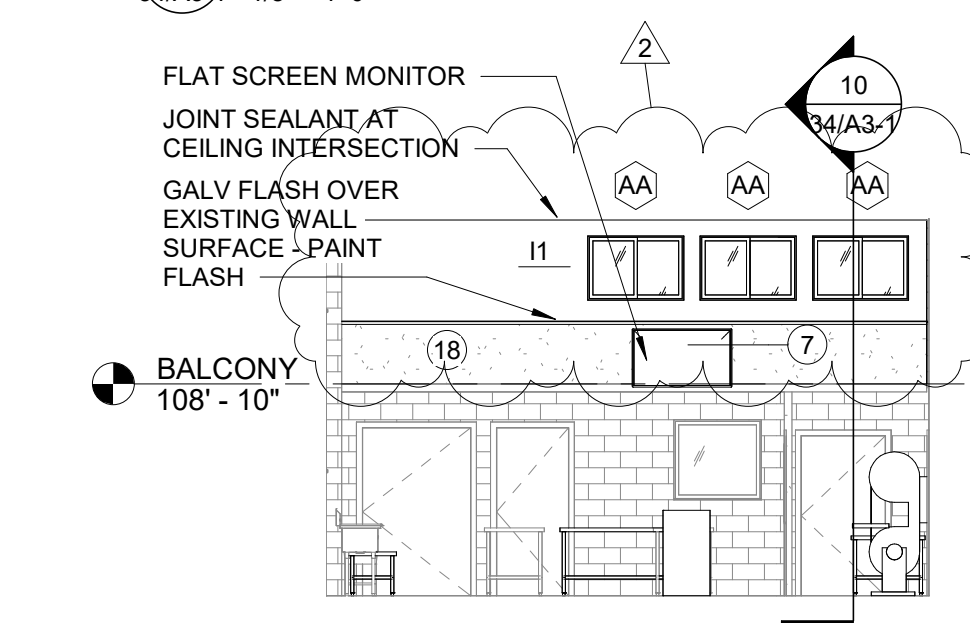 2
FLAT SCREEN MONITOR
10
34/A3-1
JOINT SEALANT AT
CEILING INTERSECTION
AA
AA
AA
GALV FLASH OVER
EXISTING WALL
SURFACE - PAINT
FLASH
I1
18
7
BALCONY
108' - 10"